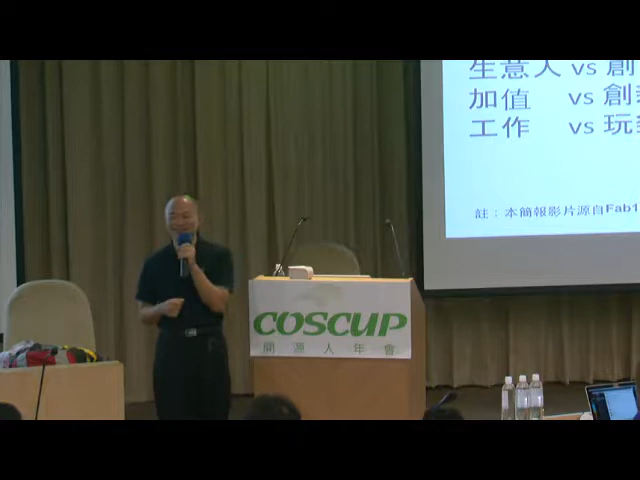 生意人 vs 創
加值 vs 創
工作 vs 玩
註：本簡報影片源自Fab1
COSCUP
開源人年會